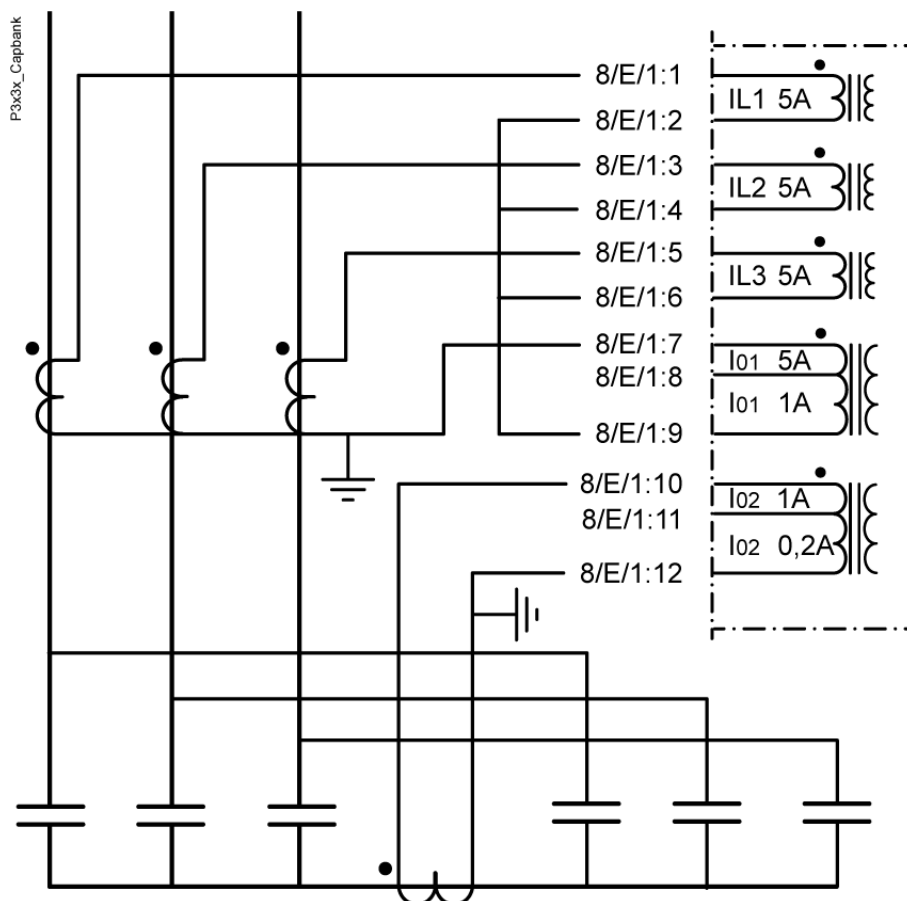 P3x3x_Capbank
8/E/1:1
IL1 5A
8/E/1:2
8/E/1:3
IL2 5A
8/E/1:4
8/E/1:5
IL3 5A
8/E/1:6
8/E/1:7
I01 5A
8/E/1:8
I01 1A
8/E/1:9
8/E/1:10
I02 1A
8/E/1:11
I02 0,2A
8/E/1:12